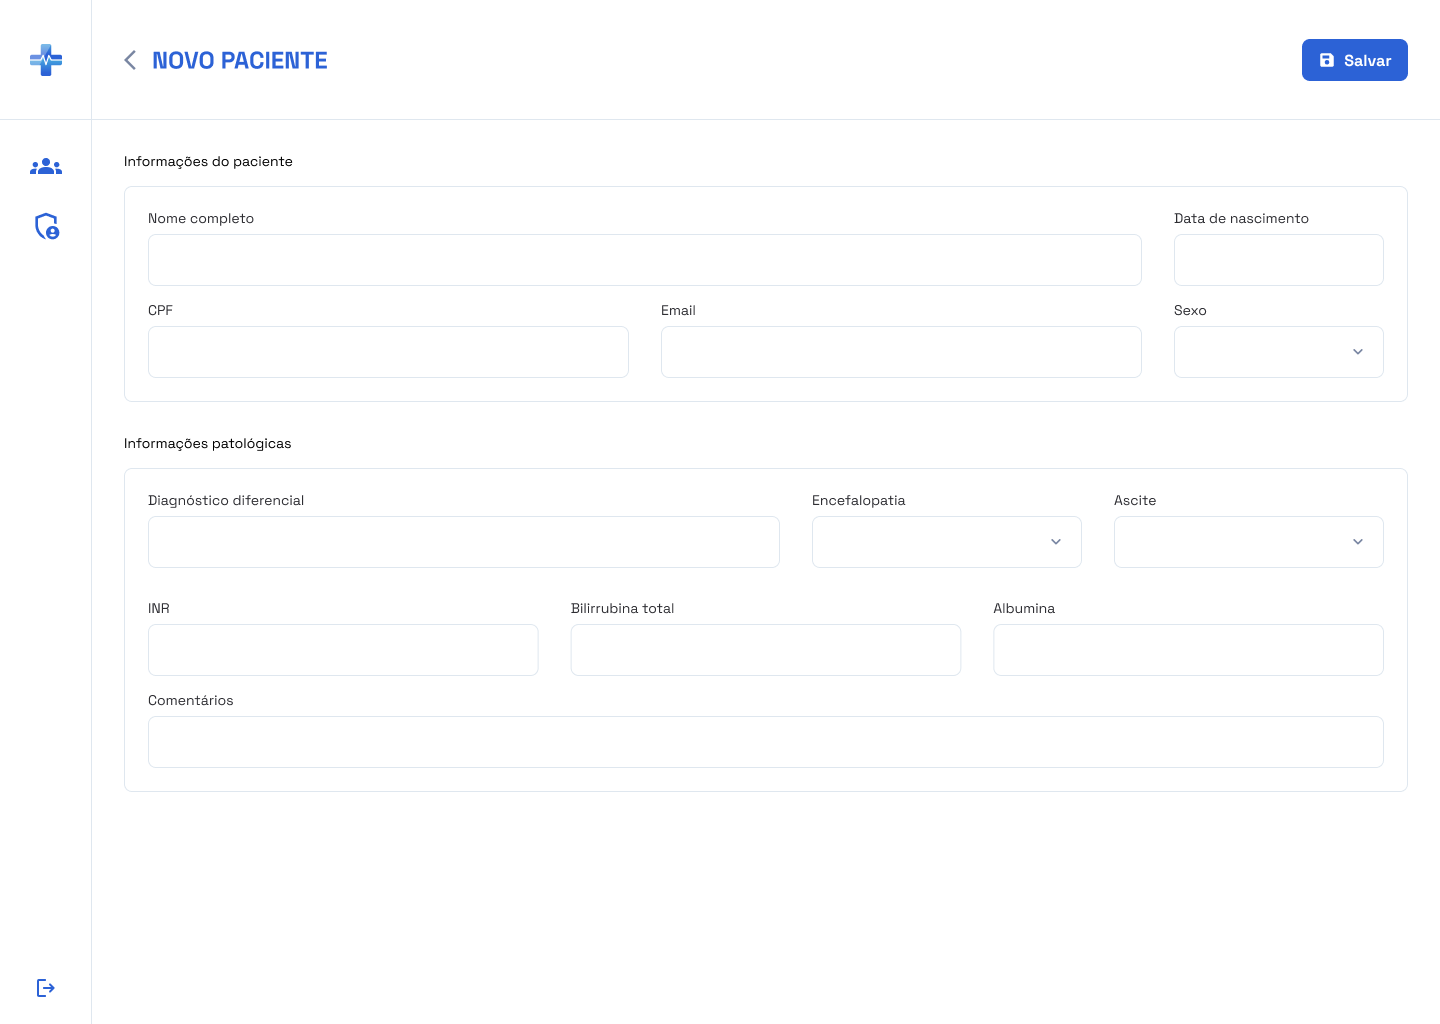 NOVO PACIENTE
Salvar
Informações do paciente
Nome completo
Data de nascimento
CPF
Email
Sexo
Informações patológicas
Diagnóstico diferencial
Encefalopatia
Ascite
INR
Bilirrubina total
Albumina
Comentários